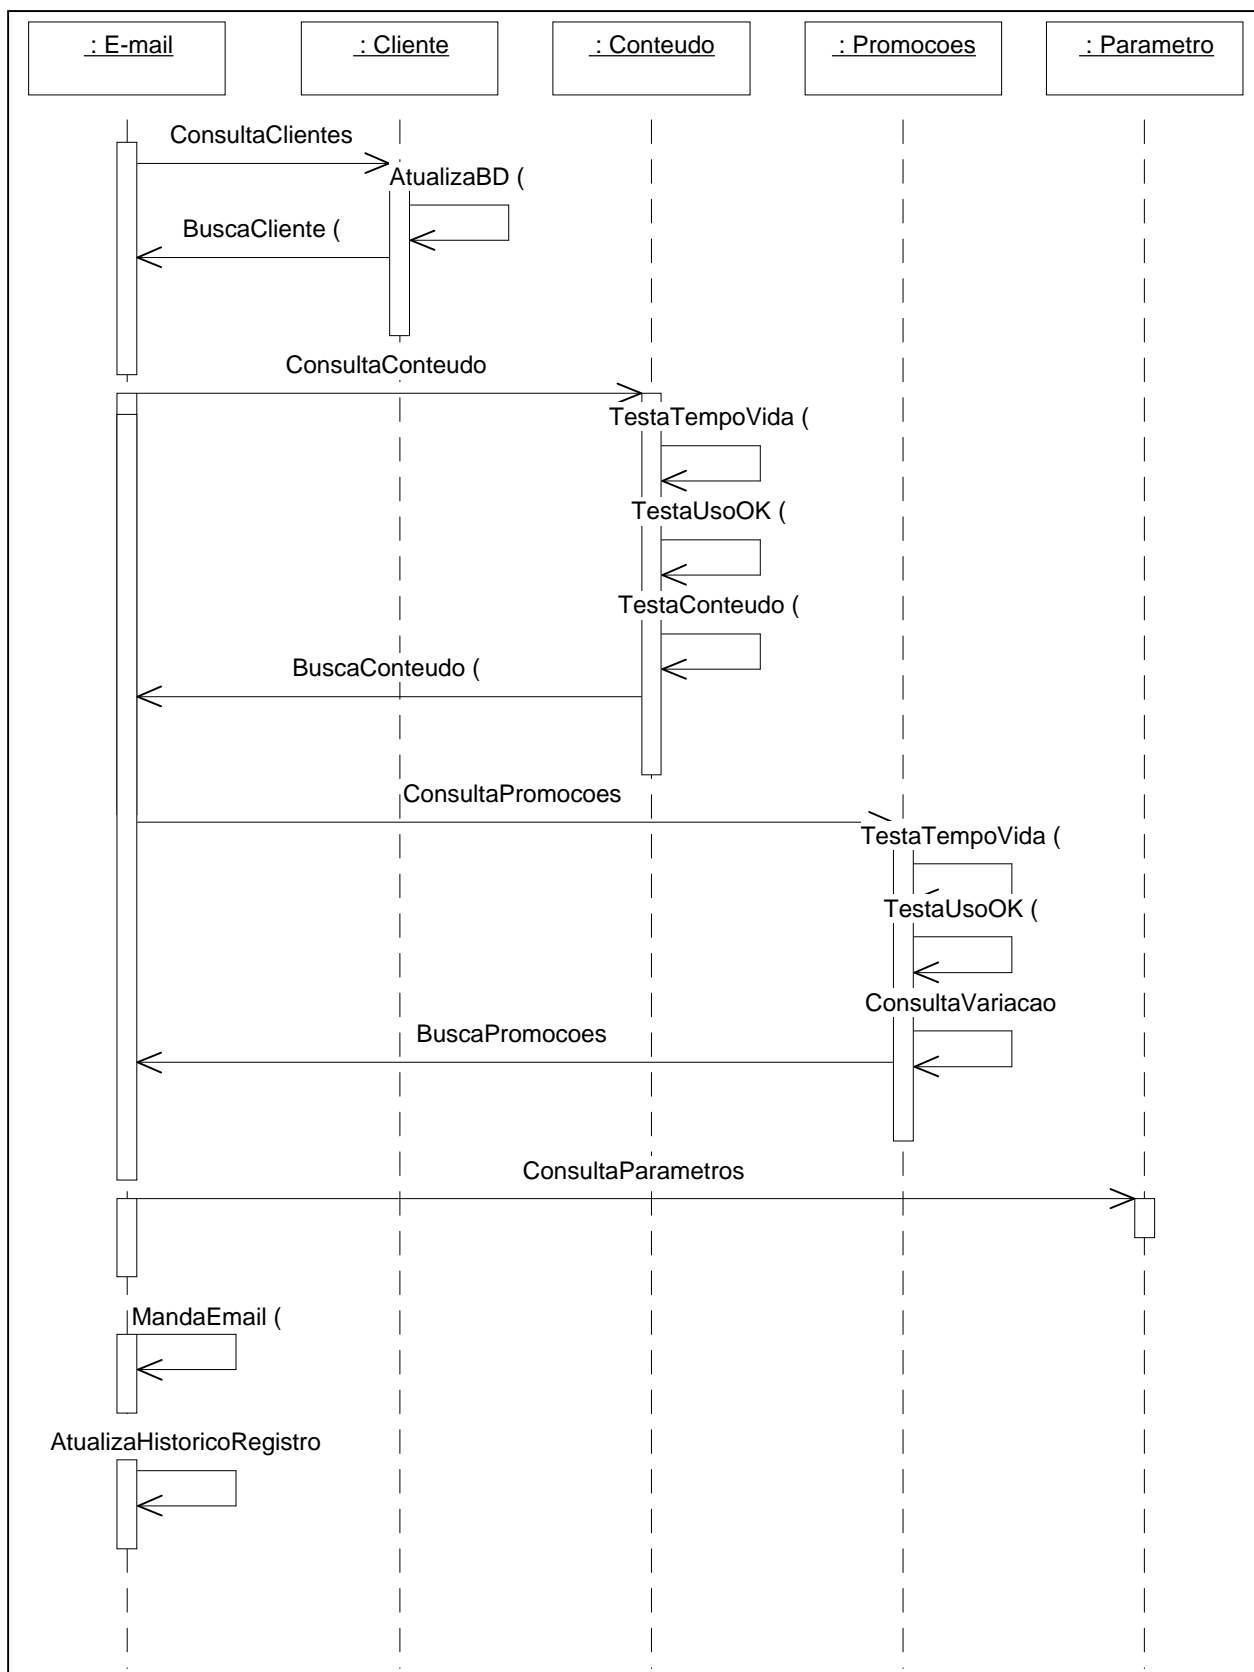 : E-mail
: Cliente
: Conteudo
: Promocoes
: Parametro
ConsultaClientes
AtualizaBD (
BuscaCliente (
ConsultaConteudo
TestaTempoVida (
TestaUsoOK (
TestaConteudo (
BuscaConteudo (
ConsultaPromocoes
TestaTempoVida (
TestaUsoOK (
ConsultaVariacao
BuscaPromocoes
ConsultaParametros
MandaEmail (
AtualizaHistoricoRegistro